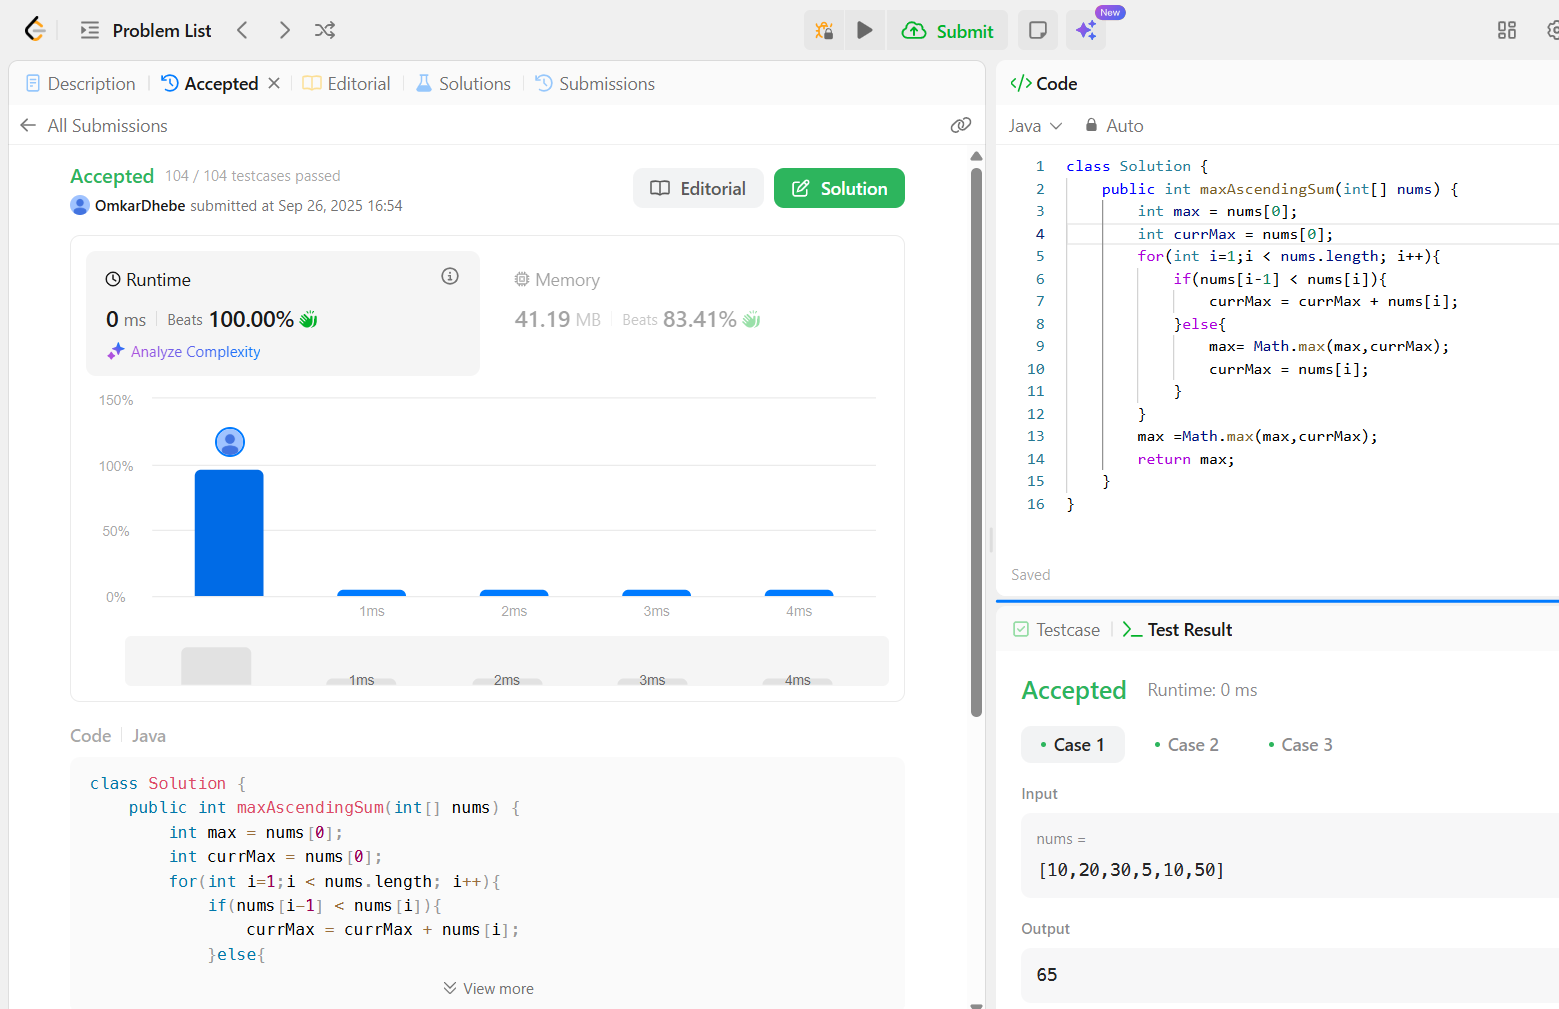 Problem List
Submit
New
Description
Accepted
Editorial
Solutions
Submissions
All Submissions
Accepted 104 / 104 testcases passed
OmkarDhebe submitted at Sep 26, 2025 16:54
Editorial
Solution
Runtime
0 ms Beats 100.00%
Analyze Complexity
Memory
41.19 MB Beats 83.41%
150%
100%
50%
0%
1ms 2ms 3ms 4ms
1ms 2ms 3ms 4ms
Code Java
class Solution {
    public int maxAscendingSum(int[] nums) {
        int max = nums[0];
        int currMax = nums[0];
        for(int i=1;i < nums.length; i++){
            if(nums[i-1] < nums[i]){
                currMax = currMax + nums[i];
            }else{
View more
</> Code
Java Auto
1 class Solution {
2     public int maxAscendingSum(int[] nums) {
3         int max = nums[0];
4         int currMax = nums[0];
5         for(int i=1;i < nums.length; i++){
6             if(nums[i-1] < nums[i]){
7                 currMax = currMax + nums[i];
8             }else{
9                 max= Math.max(max,currMax);
10                 currMax = nums[i];
11             }
12         }
13         max =Math.max(max,currMax);
14         return max;
15     }
16 }
Saved
Testcase
Test Result
Accepted Runtime: 0 ms
Case 1 Case 2 Case 3
Input
nums =
[10,20,30,5,10,50]
Output
65